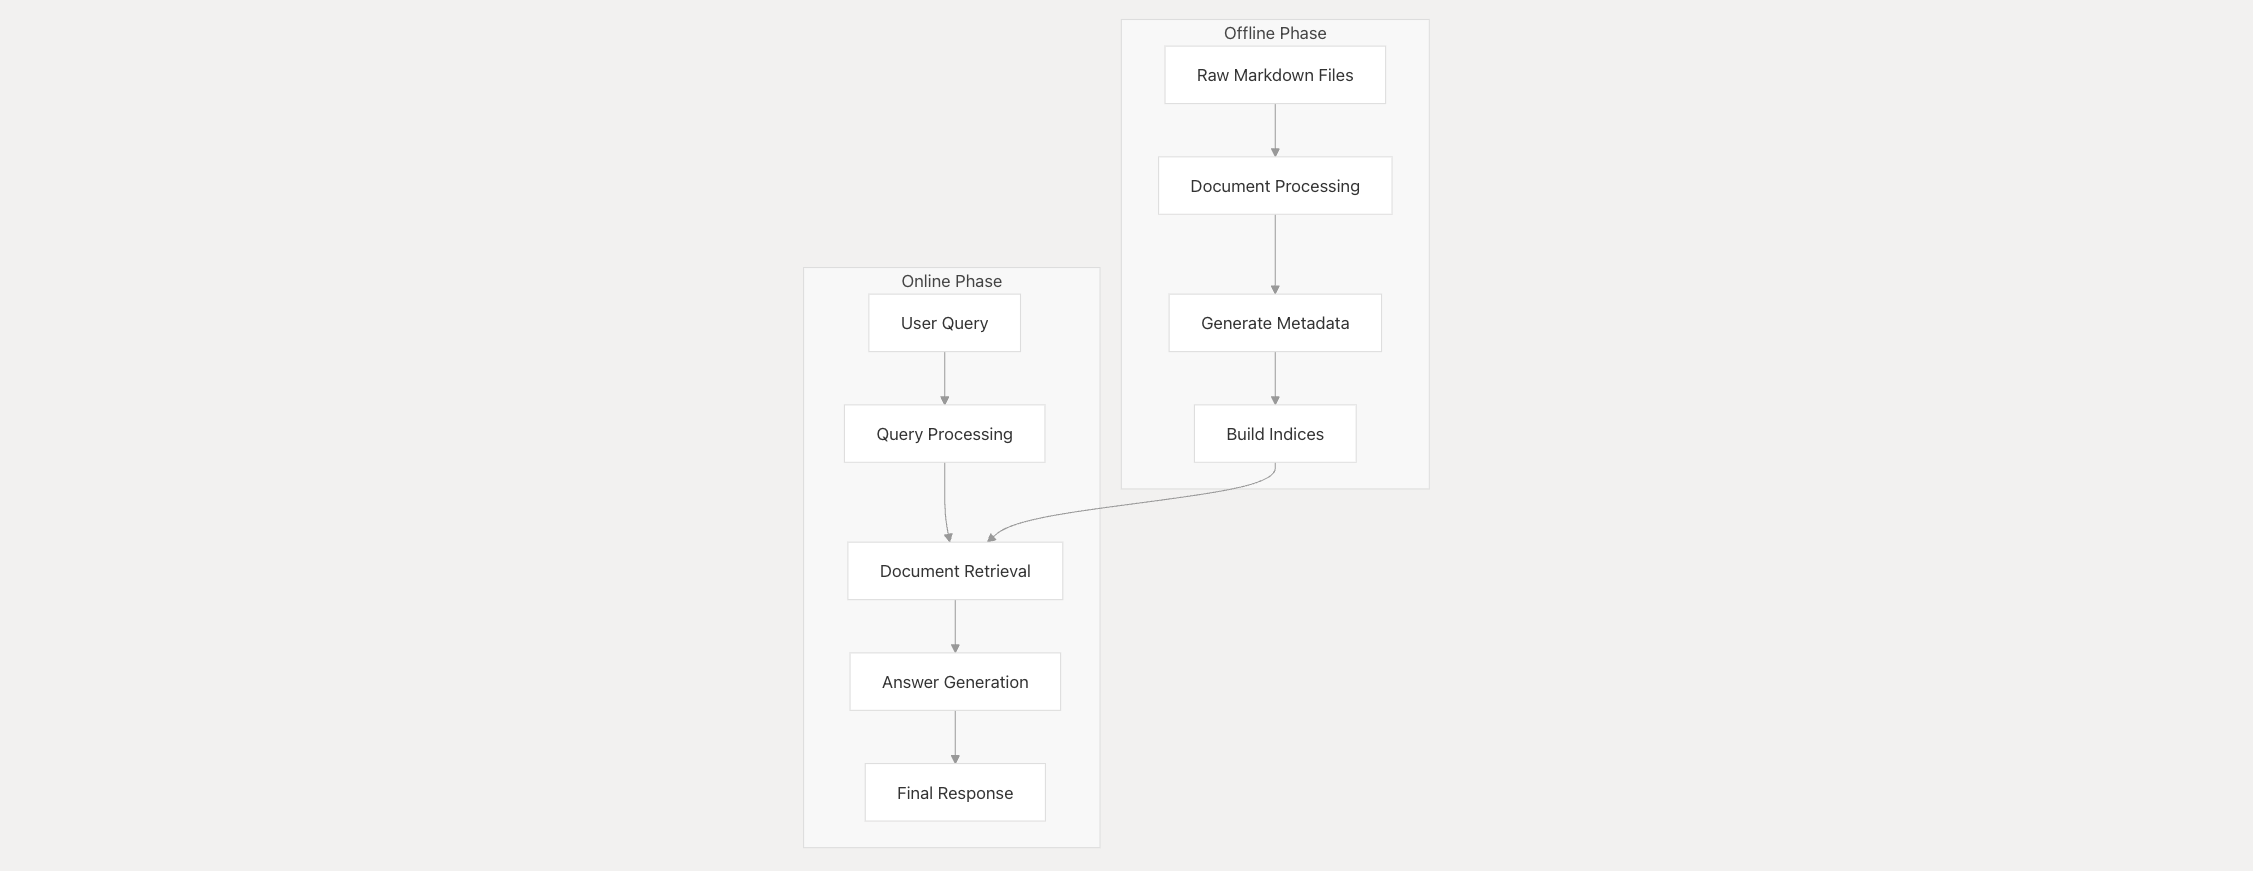 Offline Phase
Raw Markdown Files
Document Processing
Generate Metadata
Build Indices
Online Phase
User Query
Query Processing
Document Retrieval
Answer Generation
Final Response